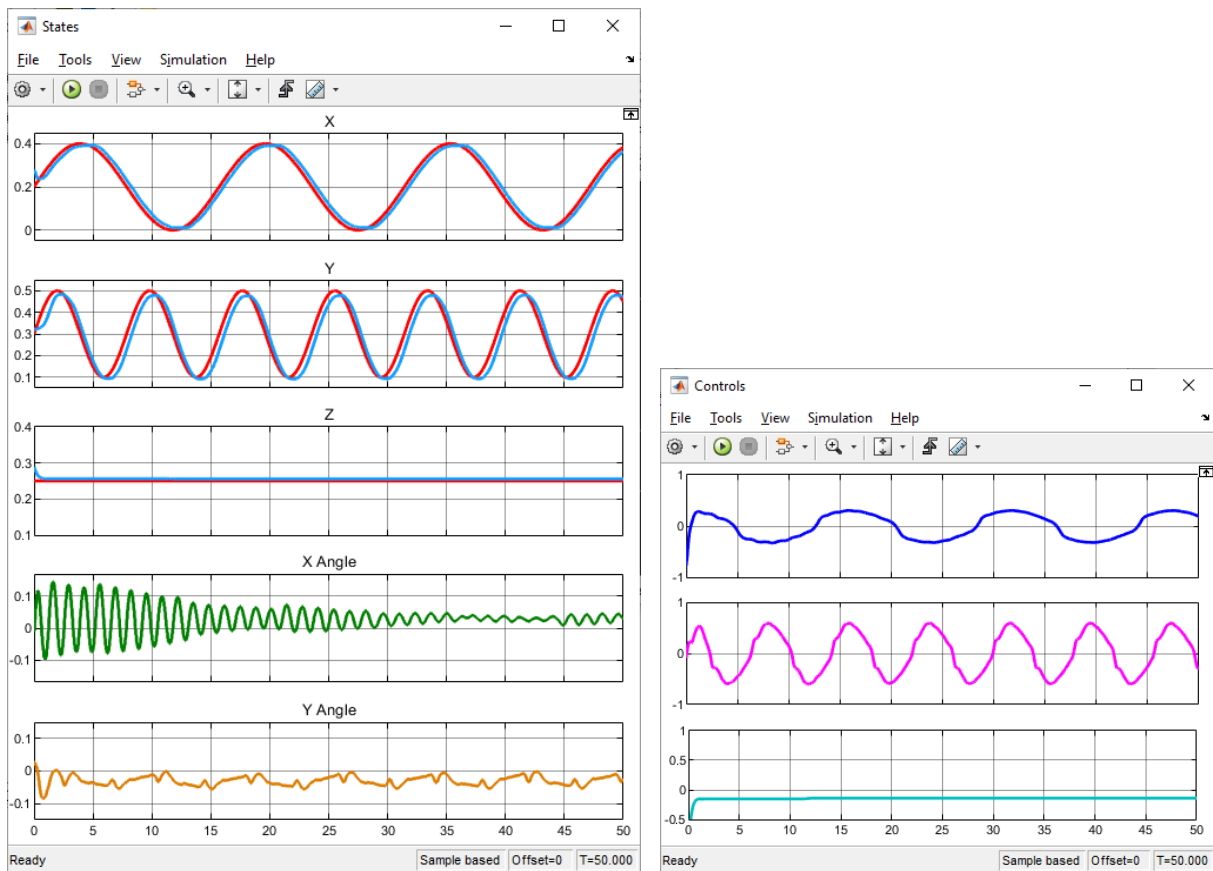 States
File Tools View Simulation Help
X
0.4
0.2
0
Y
0.5
0.4
0.3
0.2
0.1
Z
0.4
0.3
0.2
0.1
X Angle
0.1
0
-0.1
Y Angle
0.1
0
-0.1
0 5 10 15 20 25 30 35 40 45 50
Ready Sample based Offset=0 T=50.000
Controls
File Tools View Simulation Help
1
0
-1
1
0
-1
1
0.5
0
-0.5
0 5 10 15 20 25 30 35 40 45 50
Ready Sample based Offset=0 T=50.000